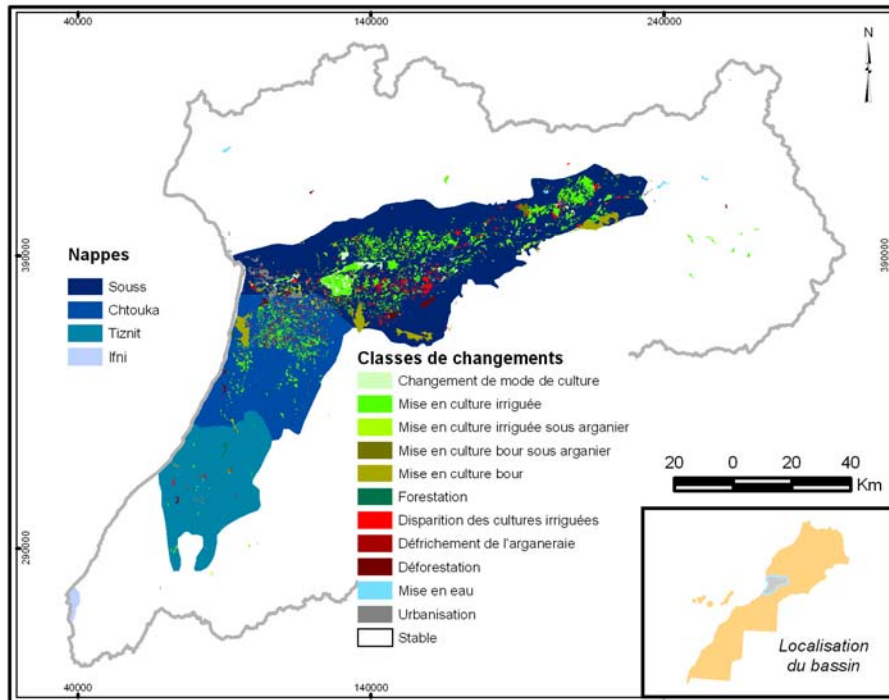 40000
140000
240000
N
390000
390000
Nappes
Souss
Chtouka
Tiznit
Ifni
Classes de changements
Changement de mode de culture
Mise en culture irriguée
Mise en culture irriguée sous arganier
Mise en culture bour sous arganier
Mise en culture bour
Forestation
Disparition des cultures irriguées
Défrichement de l'arganeraie
Déforestation
Mise en eau
Urbanisation
Stable
20 0 20 40
Km
290000
Localisation
du bassin
40000
140000